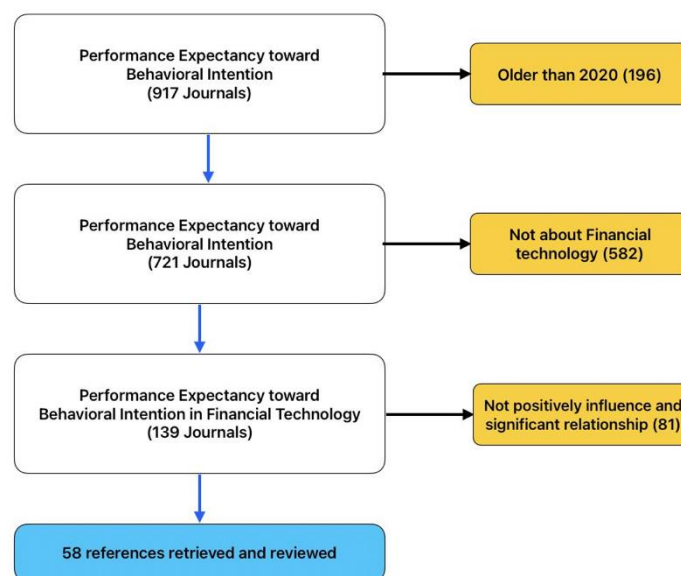 Performance Expectancy toward
Behavioral Intention
(917 Journals)
Older than 2020 (196)
Performance Expectancy toward
Behavioral Intention
(721 Journals)
Not about Financial
technology (582)
Performance Expectancy toward
Behavioral Intention in Financial Technology
(139 Journals)
Not positively influence and
significant relationship (81)
58 references retrieved and reviewed